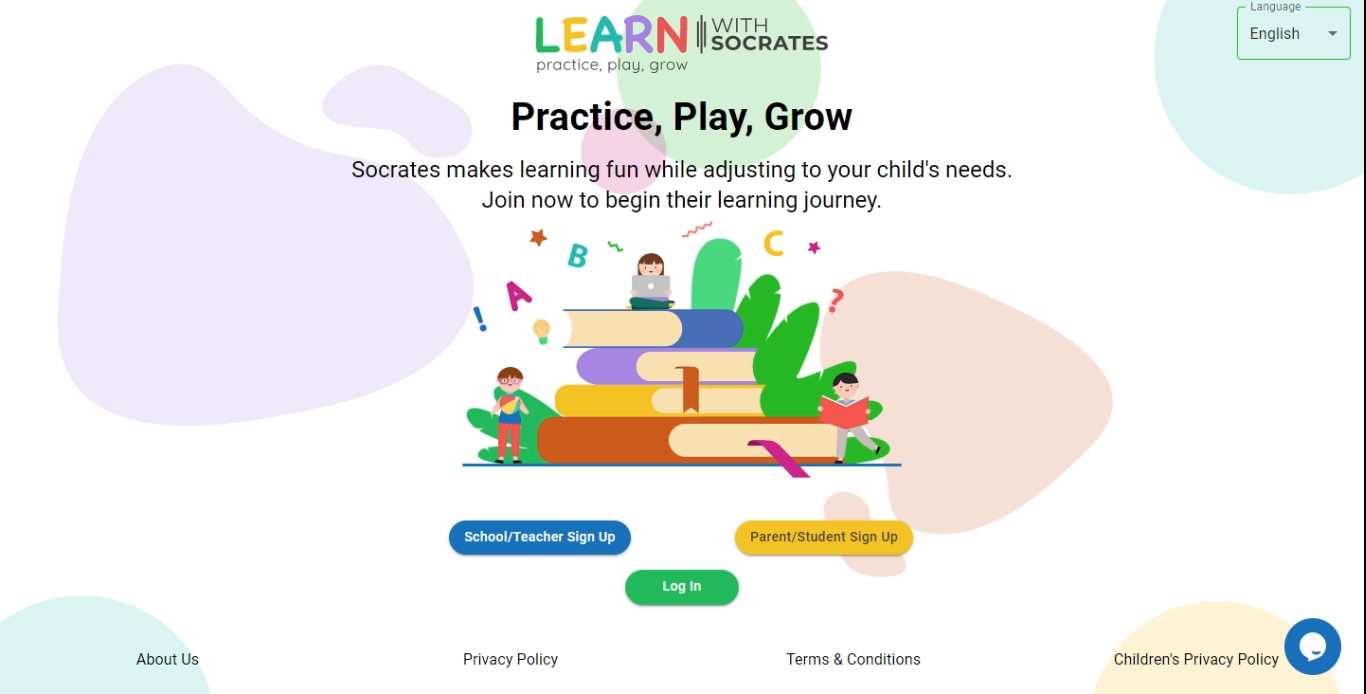 Language
English
LEARN WITH SOCRATES
practice, play, grow
Practice, Play, Grow
Socrates makes learning fun while adjusting to your child's needs.
Join now to begin their learning journey.
B
C
A
!
?
School/Teacher Sign Up
Parent/Student Sign Up
Log In
About Us
Privacy Policy
Terms & Conditions
Children's Privacy Policy